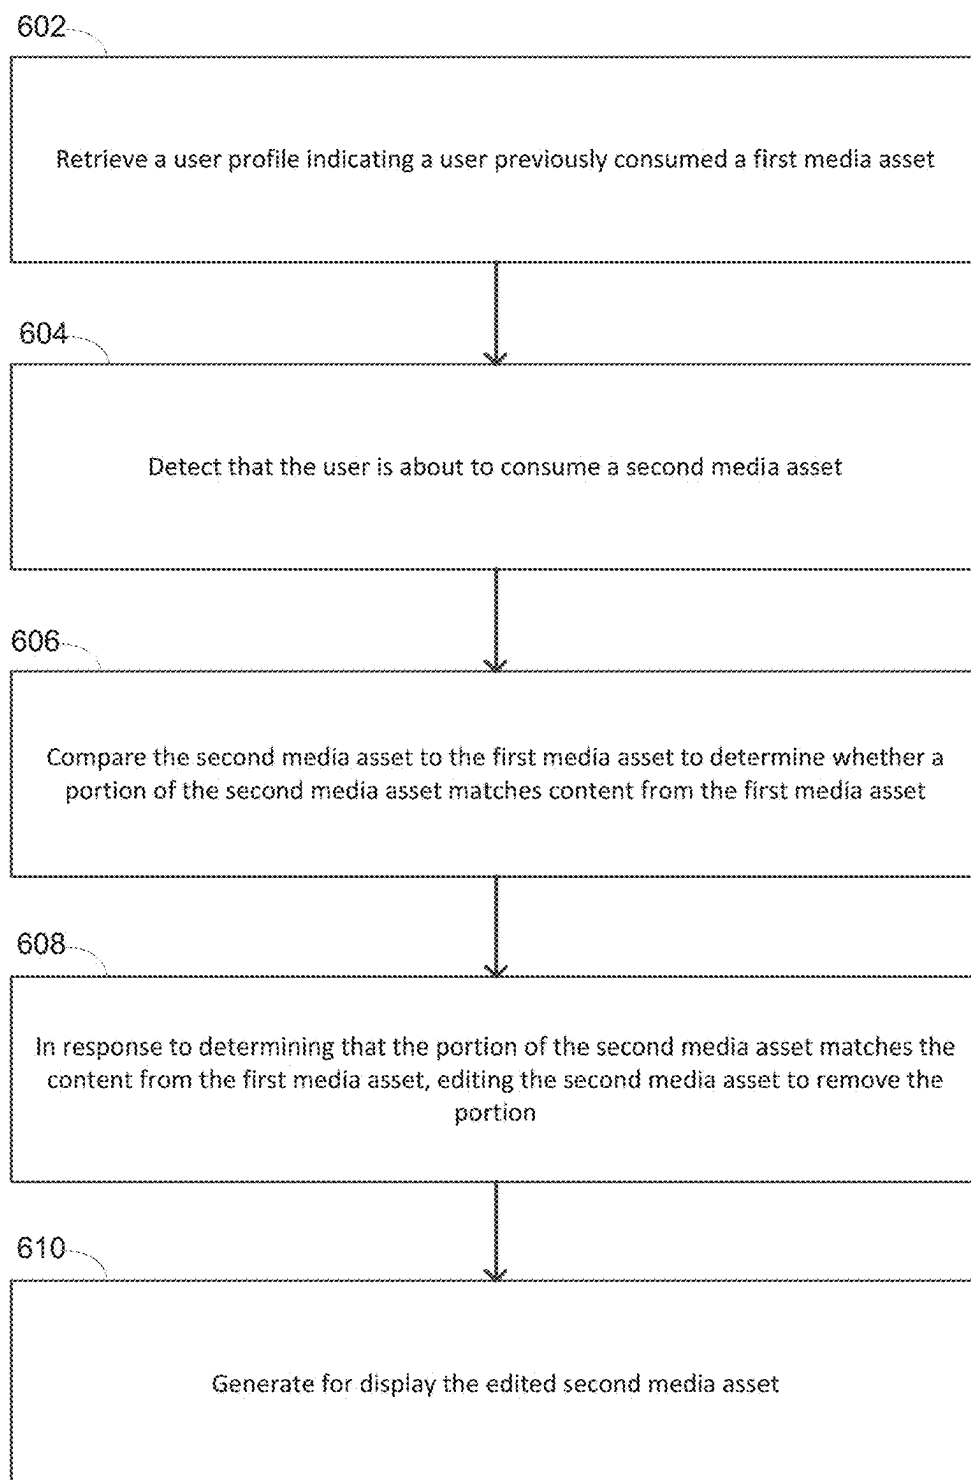 602
Retrieve a user profile indicating a user previously consumed a first media asset
604
Detect that the user is about to consume a second media asset
606
Compare the second media asset to the first media asset to determine whether a
portion of the second media asset matches content from the first media asset
608
In response to determining that the portion of the second media asset matches the
content from the first media asset, editing the second media asset to remove the
portion
610
Generate for display the edited second media asset